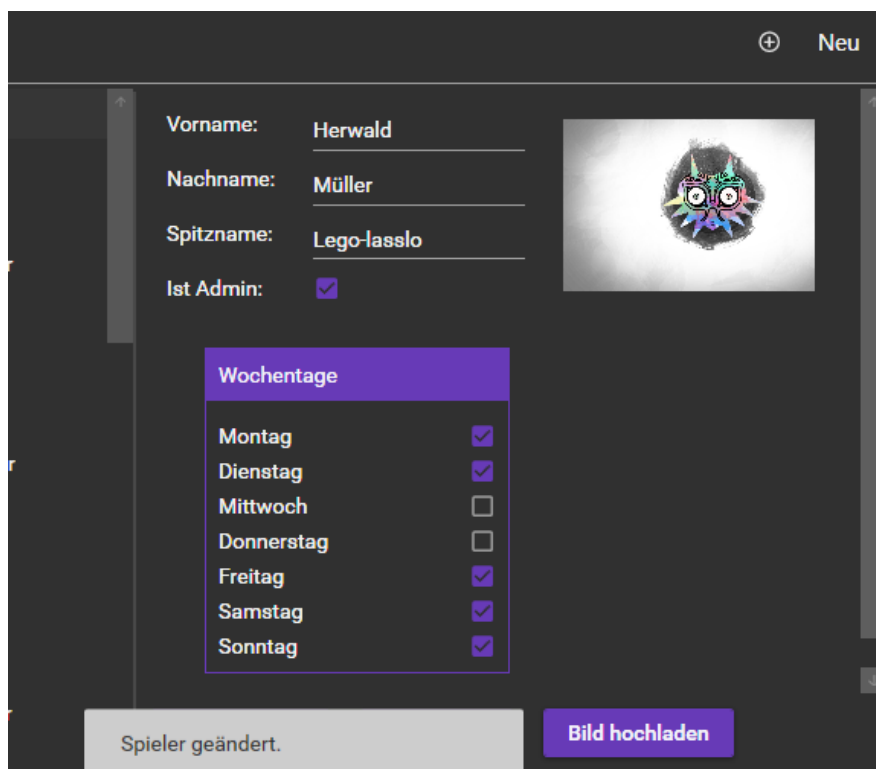 Neu
Vorname: Herwald
Nachname: Müller
Spitzname: Lego-lasslo
Ist Admin:
Wochentage
Montag
Dienstag
Mittwoch
Donnerstag
Freitag
Samstag
Sonntag
Spieler geändert.
Bild hochladen